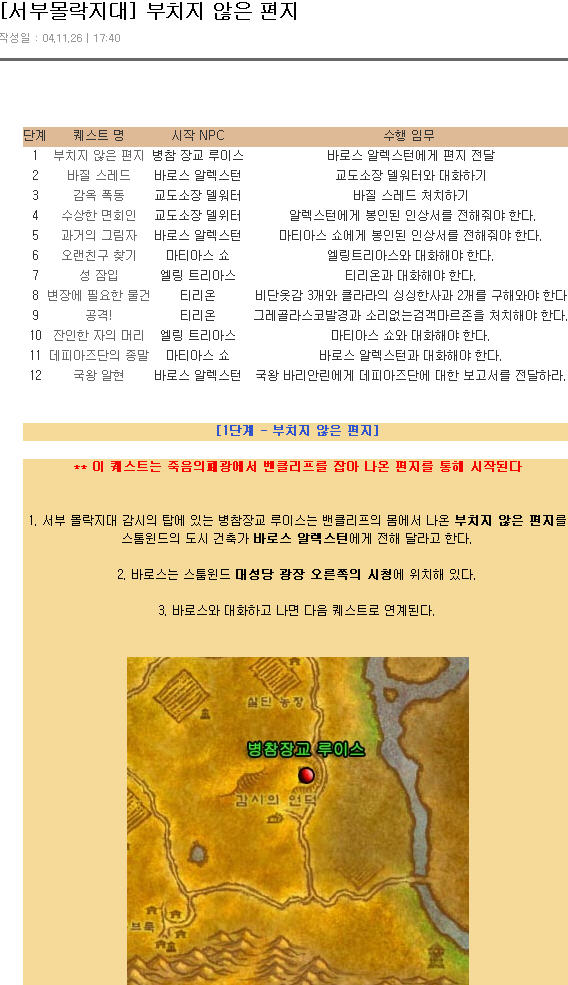 [서부몰락지대] 부치지 않은 편지
작성일 : 04.11.26 | 17:40
단계 퀘스트 명 시작 NPC 수행 임무
1 부치지 않은 편지 병참 장교 루이스 바로스 알렉스턴에게 편지 전달
2 바질 스레드 바로스 알렉스턴 교도소장 델워터와 대화하기
3 감옥 폭동 교도소장 델워터 바질 스레드 처치하기
4 수상한 면회인 교도소장 델워터 알렉스턴에게 봉인된 인상서를 전해줘야 한다.
5 과거의 그림자 바로스 알렉스턴 마티아스 쇼에게 봉인된 인상서를 전해줘야 한다.
6 오랜친구 찾기 마티아스 쇼 엘링트리아스와 대화해야 한다.
7 성 잠입 엘링 트리아스 티리온과 대화해야 한다.
8 변장에 필요한 물건 티리온 비단옷감 3개와 클라라의 싱싱한사과 2개를 구해와야 한다
9 공격! 티리온 그레골라스코발경과 소리없는검객마르존을 처치해야 한다.
10 잔인한 자의 머리 엘링 트리아스 마티아스 쇼와 대화해야 한다.
11 데피아즈단의 종말 마티아스 쇼 바로스 알렉스턴과 대화해야 한다.
12 국왕 알현 바로스 알렉스턴 국왕 바리안린에게 데피아즈단에 대한 보고서를 전달하라.
[1단계 - 부치지 않은 편지]
** 이 퀘스트는 죽음의폐광에서 밴클리프를 잡아 나온 편지를 통해 시작된다
1. 서부 몰락지대 감시의 탑에 있는 병참장교 루이스는 밴클리프의 몸에서 나온 부치지 않은 편지를
스톰윈드의 도시 건축가 바로스 알렉스턴에게 전해 달라고 한다.
2. 바로스는 스톰윈드 대성당 광장 오른쪽의 시청에 위치해 있다.
3. 바로스와 대화하고 나면 다음 퀘스트로 연계된다.
실딘 농장
병참장교 루이스
감시의 언덕
브룩